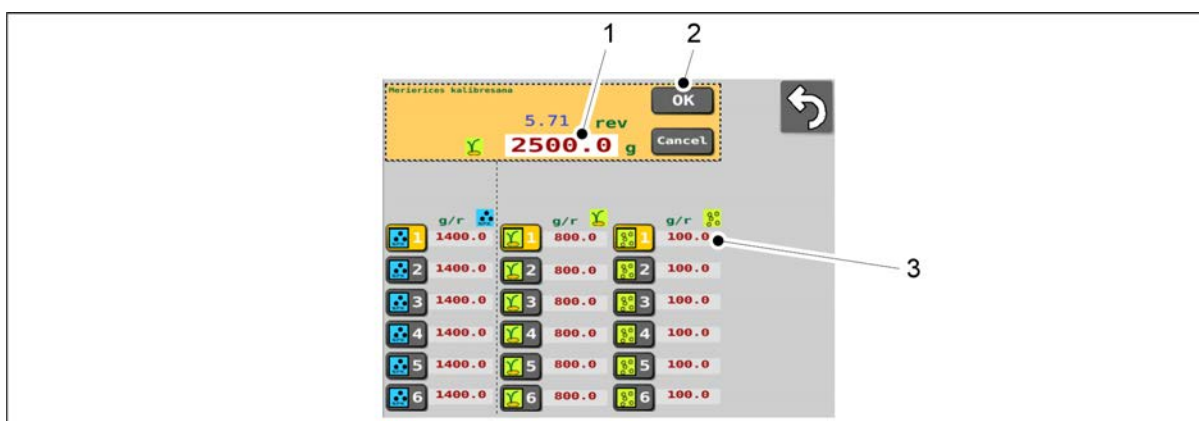 1 2
Merierices kalibresana
OK
5.71 rev
2500.0 g
Cancel
g/r g/r g/r
1 1400.0 1 800.0 1 100.0
3
2 1400.0 2 800.0 2 100.0
3 1400.0 3 800.0 3 100.0
4 1400.0 4 800.0 4 100.0
5 1400.0 5 800.0 5 100.0
6 1400.0 6 800.0 6 100.0